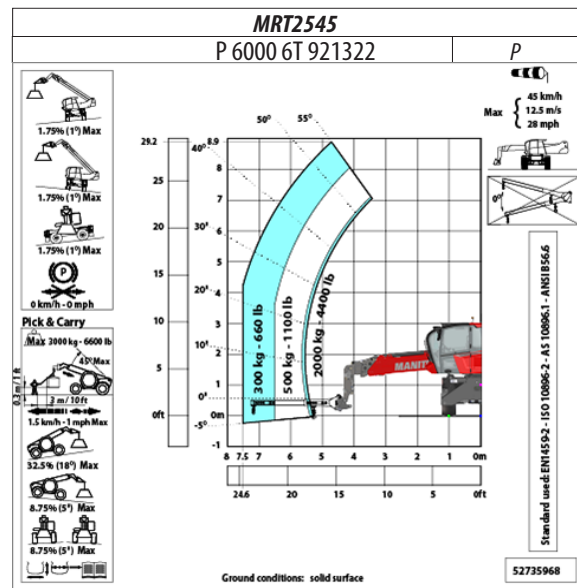 MRT2545
P 6000 6T 921322
P
1.75% (1°) Max
1.75% (1°) Max
1.75% (1°) Max
P
0 km/h - 0 mph
Pick & Carry
Max 3000 kg - 6600 lb
45° Max
0.3 m / 1 ft
3 m / 10 ft
1.5 km/h - 1 mph Max
32.5% (18°) Max
8.75% (5°) Max
8.75% (5°) Max
29.2
25
20
15
10
5
0ft
8.9
8
7
6
5
4
3
2
1
0m
-1
55°
50°
40°
30°
20°
10°
0°
-5°
300 kg - 660 lb
500 kg - 1100 lb
2000 kg - 4400 lb
MANIT
8 7.5 7 6 5 4 3 2 1 0m
24.6 20 15 10 5 0ft
Ground conditions: solid surface
Max
45 km/h
12.5 m/s
28 mph
0°
Standard used: EN1459-2 - ISO 10896-2 - AS 10896.1 - ANSI B56.6
52735968